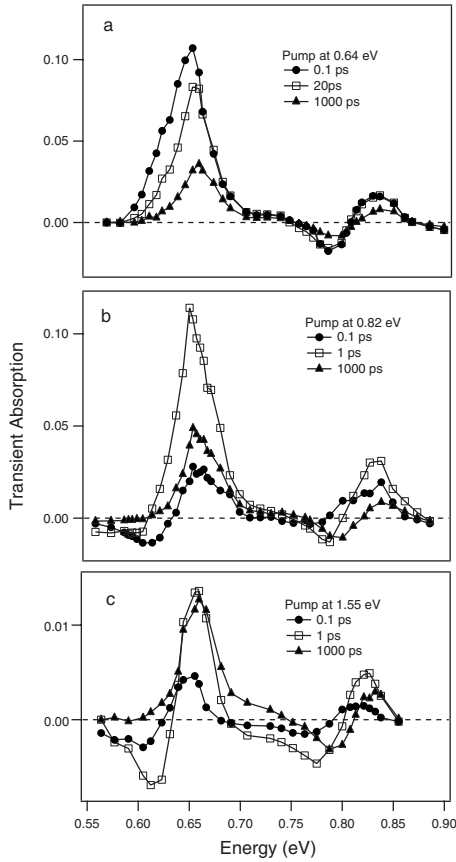 a
Pump at 0.64 eV
0.1 ps
20ps
1000 ps
0.10
0.05
0.00
b
Pump at 0.82 eV
0.1 ps
1 ps
1000 ps
0.10
0.05
0.00
Transient Absorption
c
Pump at 1.55 eV
0.1 ps
1 ps
1000 ps
0.01
0.00
0.55 0.60 0.65 0.70 0.75 0.80 0.85 0.90
Energy (eV)